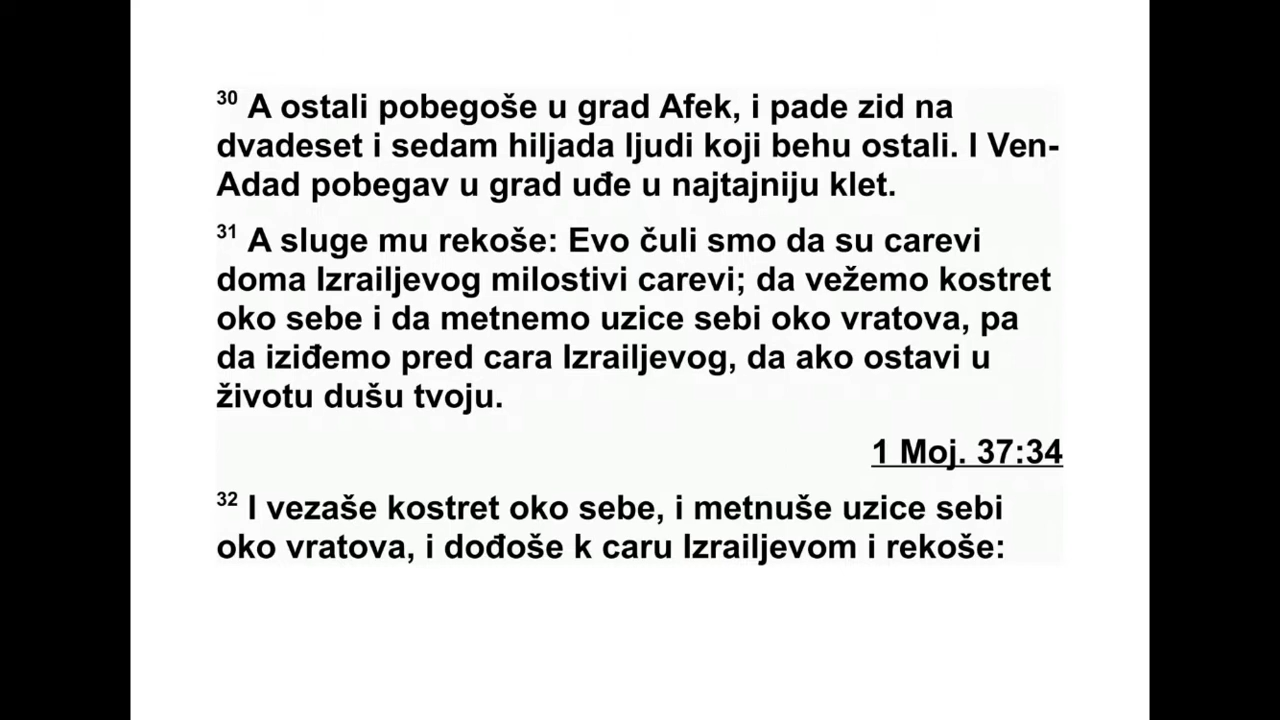 30 A ostali pobegoše u grad Afek, i pade zid na
dvadeset i sedam hiljada ljudi koji behu ostali. I Ven-
Adad pobegav u grad uđe u najtajniju klet.
31 A sluge mu rekoše: Evo čuli smo da su carevi
doma Izrailjevog milostivi carevi; da vežemo kostret
oko sebe i da metnemo uzice sebi oko vratova, pa
da iziđemo pred cara Izrailjevog, da ako ostavi u
životu dušu tvoju.
1 Moj. 37:34
32 I vezaše kostret oko sebe, i metnuše uzice sebi
oko vratova, i dođoše k caru Izrailjevom i rekoše: